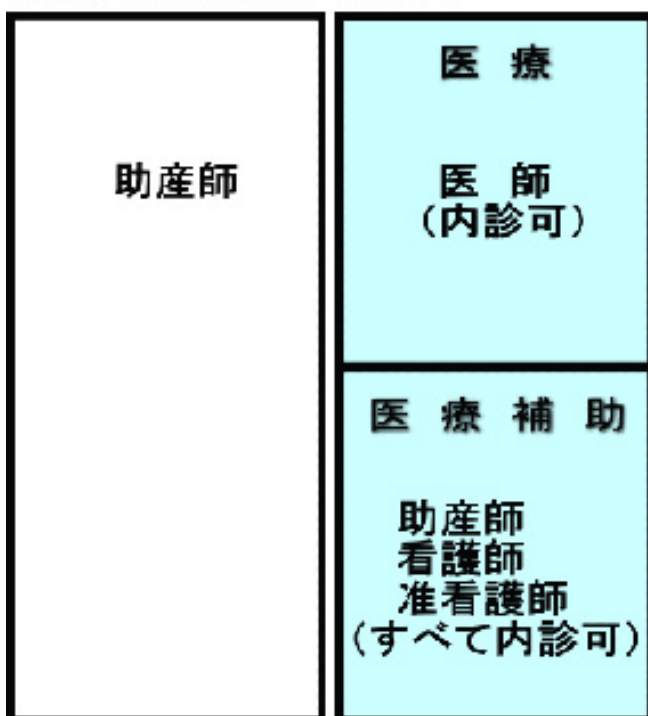 助産師
医 療
医 師
（内診可）
医 療 補 助
助産師
看護師
准看護師
（すべて内診可）